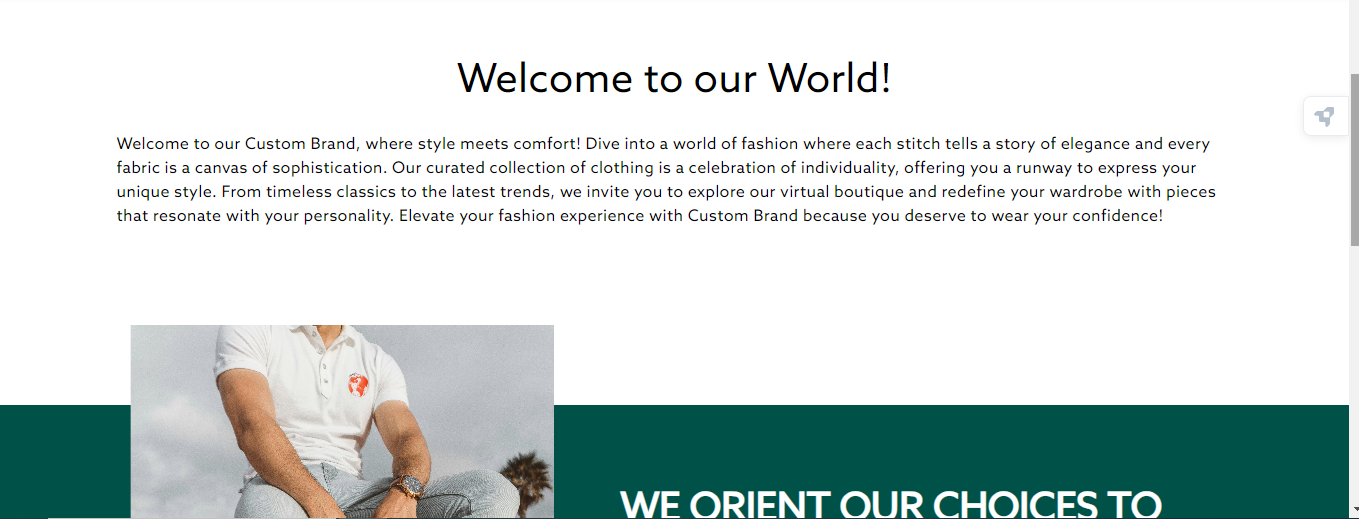 Welcome to our World!
Welcome to our Custom Brand, where style meets comfort! Dive into a world of fashion where each stitch tells a story of elegance and every
fabric is a canvas of sophistication. Our curated collection of clothing is a celebration of individuality, offering you a runway to express your
unique style. From timeless classics to the latest trends, we invite you to explore our virtual boutique and redefine your wardrobe with pieces
that resonate with your personality. Elevate your fashion experience with Custom Brand because you deserve to wear your confidence!
WE ORIENT OUR CHOICES TO